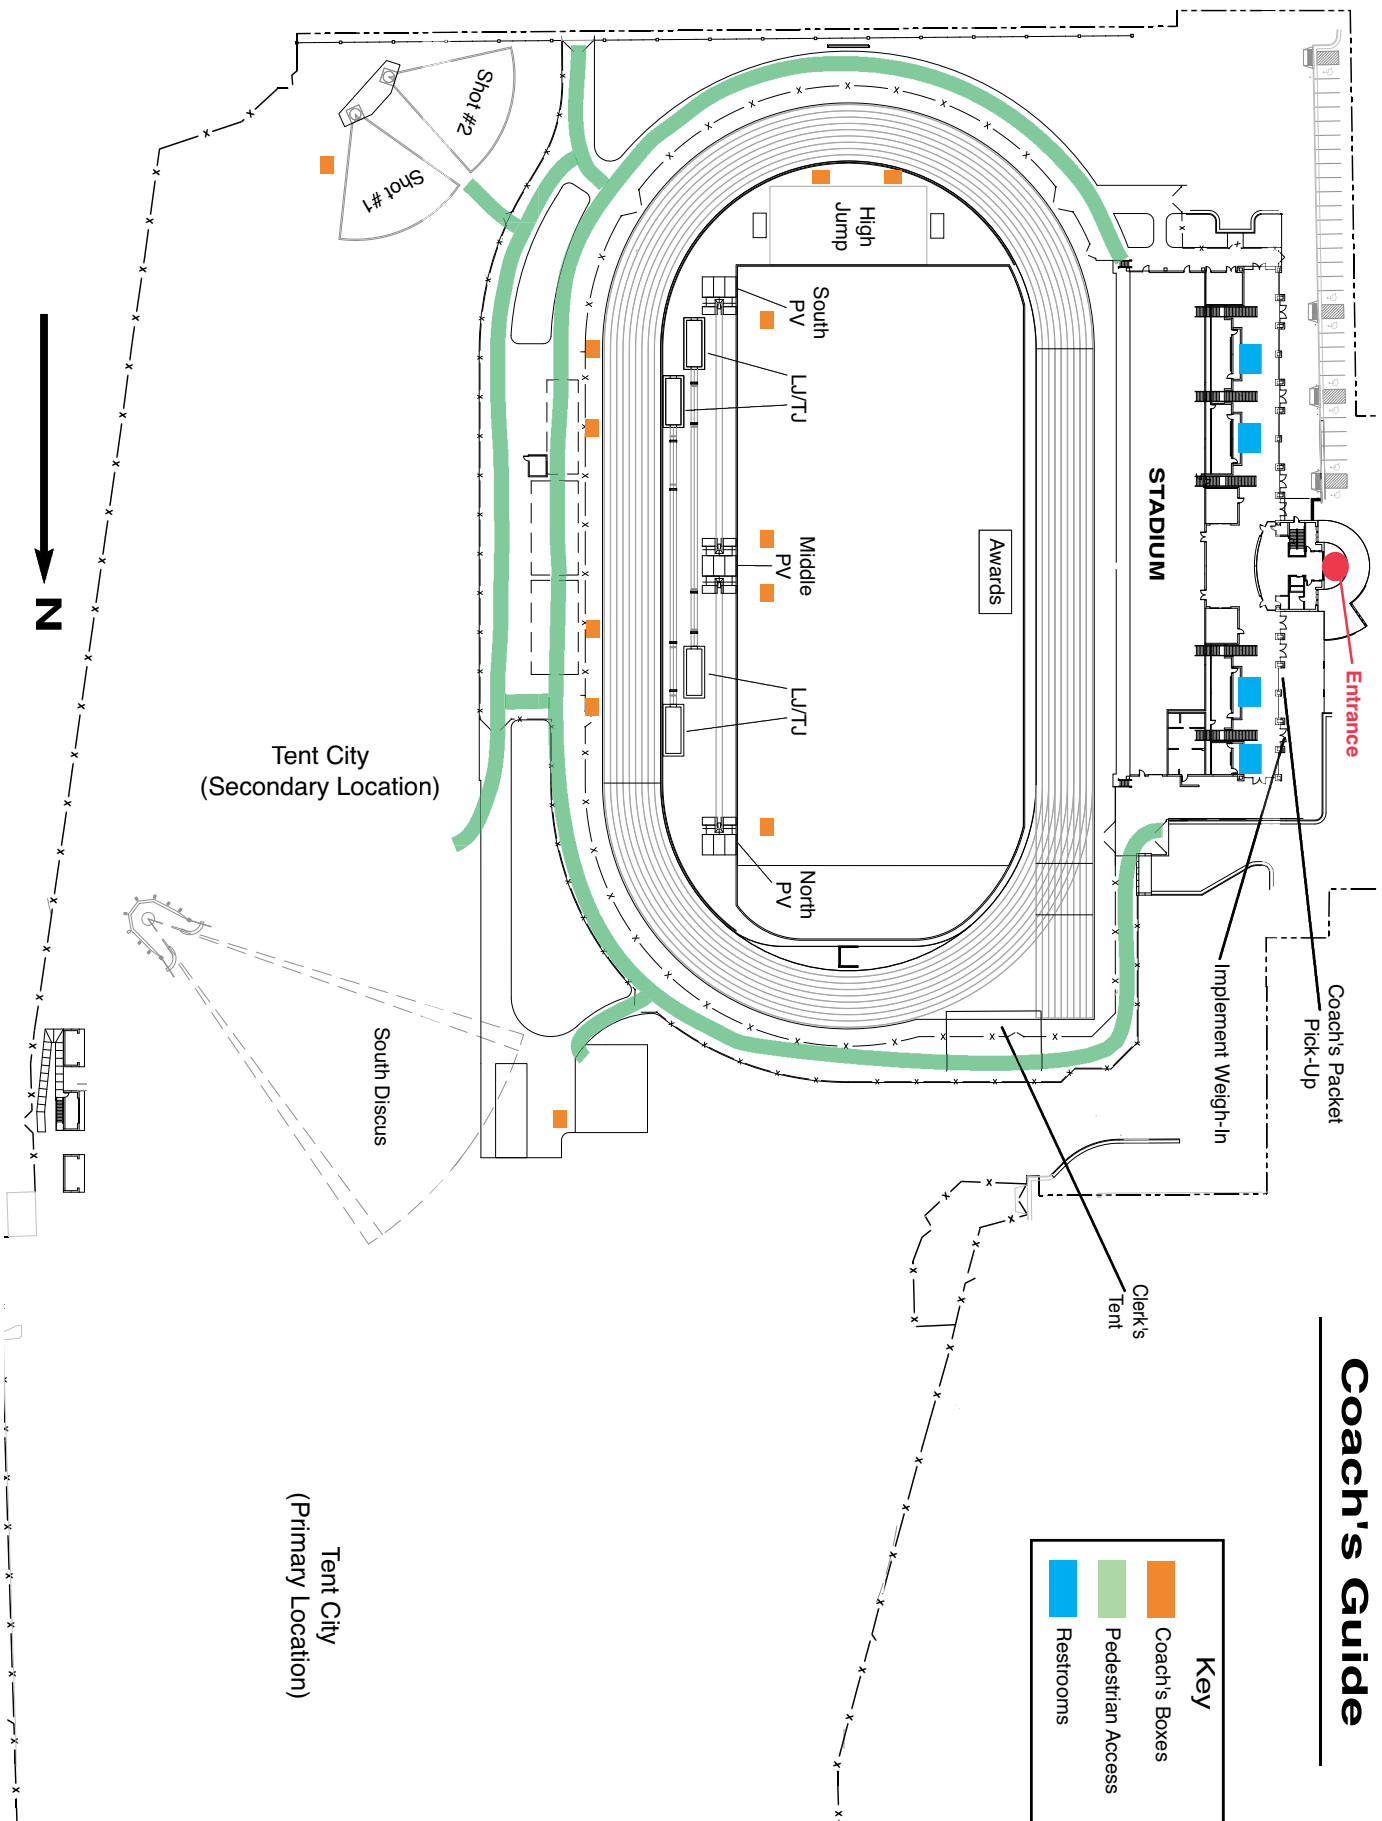 Coach's Guide
Key
Coach's Boxes
Pedestrian Access
Restrooms
Entrance
Coach's Packet
Pick-Up
Implement Weigh-In
Clerk's
Tent
STADIUM
Awards
High
Jump
South
PV
LJ/TJ
Middle
PV
LJ/TJ
North
PV
Shot #2
Shot #1
Tent City
(Secondary Location)
South Discus
Tent City
(Primary Location)
N